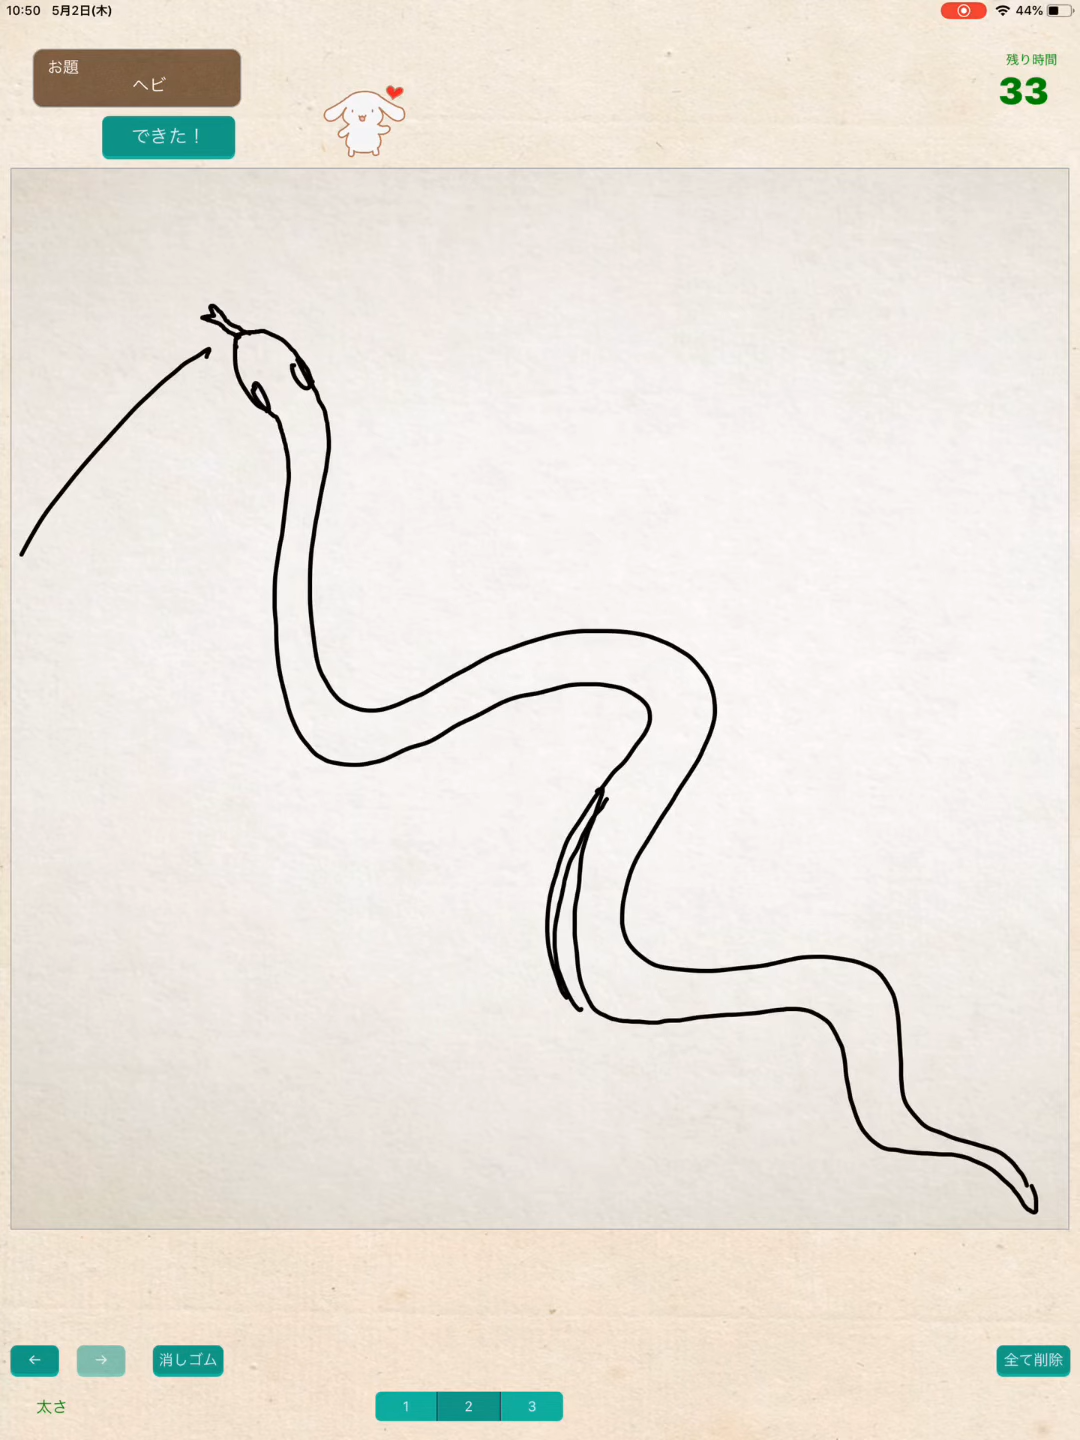 10:50 5月2日(木)
44%
お題
ヘビ
できた！
残り時間
33
←
→
消しゴム
全て削除
太さ
1
2
3